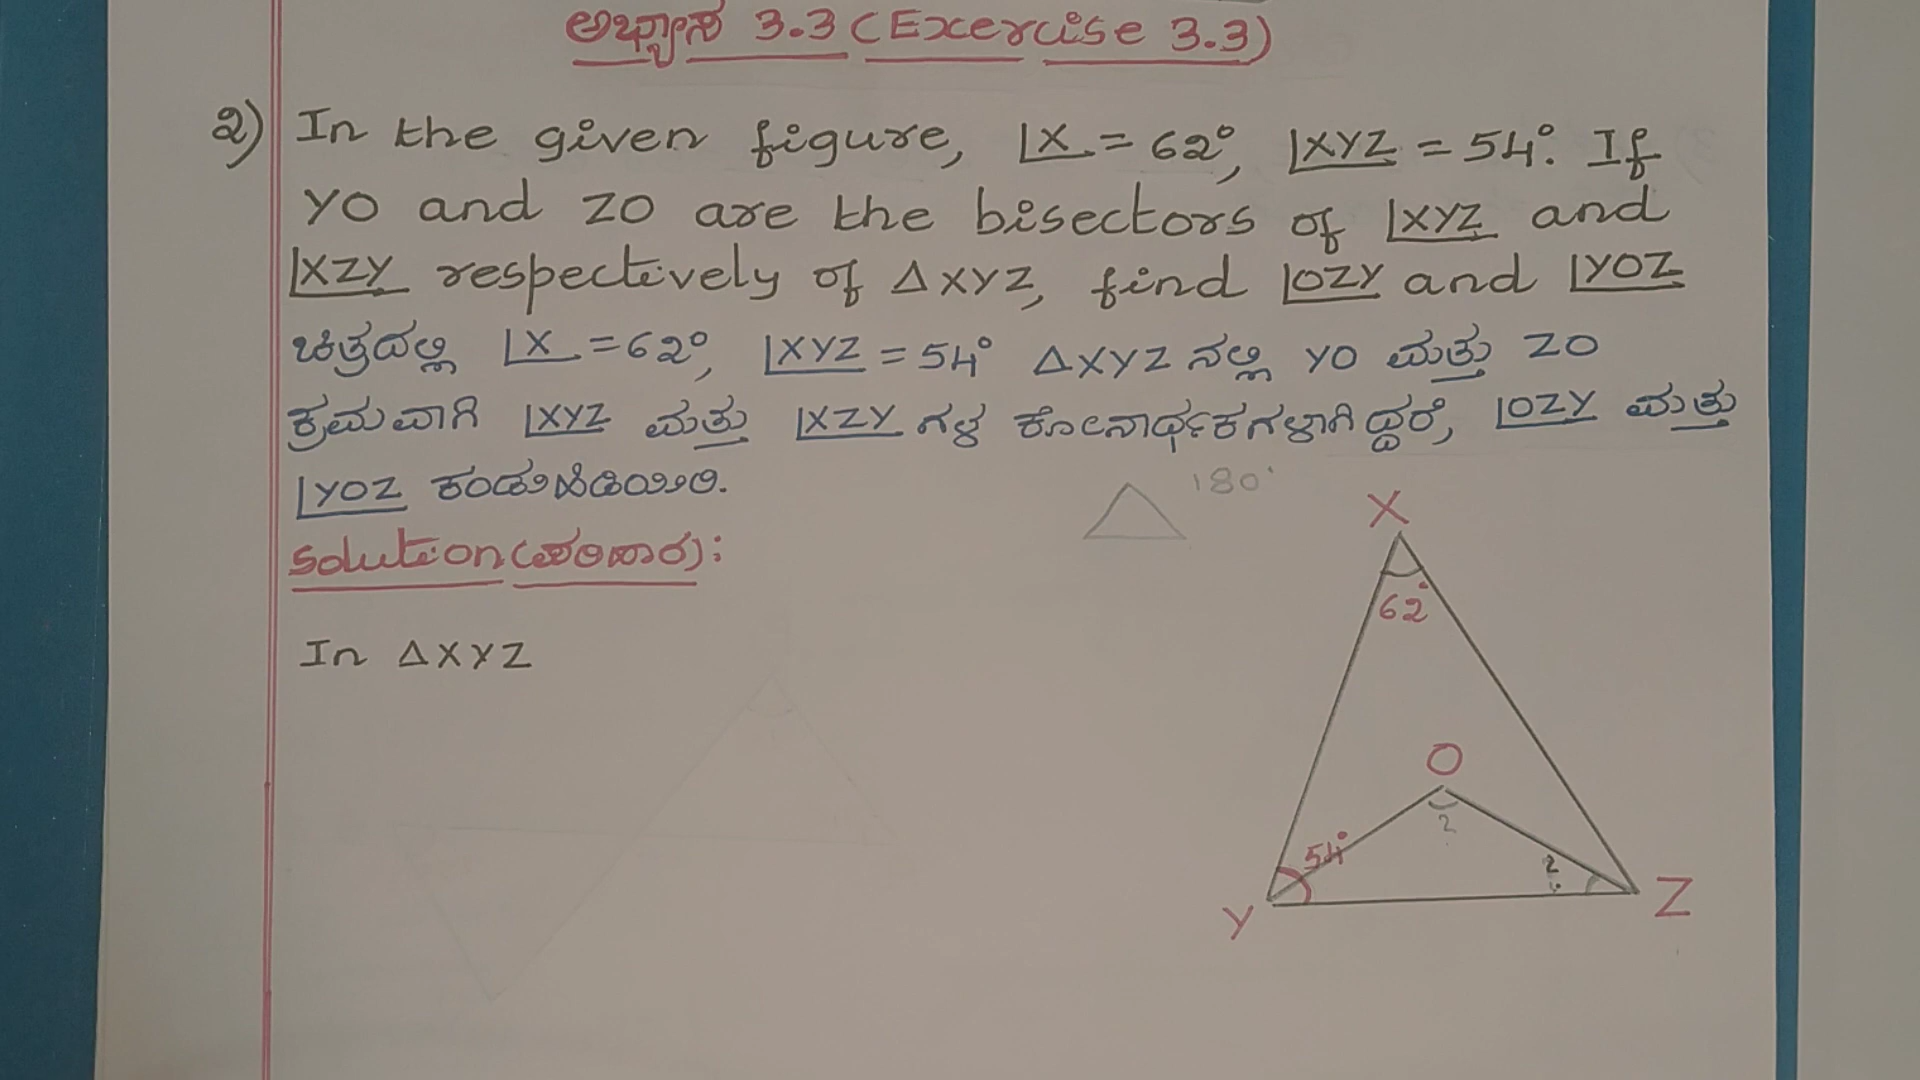 ಅಭ್ಯಾಸ 3.3 (Exercise 3.3)
2) In the given figure, ∠X = 62°, ∠XYZ = 54°. If
YO and ZO are the bisectors of ∠XYZ and
∠XZY respectively of ΔXYZ, find ∠OZY and ∠YOZ
ಚಿತ್ರದಲ್ಲಿ ∠X = 62°, ∠XYZ = 54° ΔXYZ ನಲ್ಲಿ YO ಮತ್ತು ZO
ಕ್ರಮವಾಗಿ ∠XYZ ಮತ್ತು ∠XZY ಗಳ ಕೋನಾರ್ಧಕಗಳಾಗಿದ್ದರೆ, ∠OZY ಮತ್ತು
∠YOZ ಕಂಡುಹಿಡಿಯಿರಿ.
180°
Solution (ಪರಿಹಾರ):
In ΔXYZ
X
62°
O
?
54°
?
Y
Z